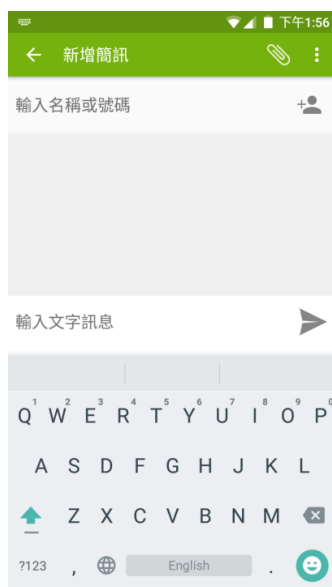 下午1:56
新增簡訊
輸入名稱或號碼
輸入文字訊息
1 2 3 4 5 6 7 8 9 0
Q W E R T Y U I O P
A S D F G H J K L
Z X C V B N M
?123 , English .